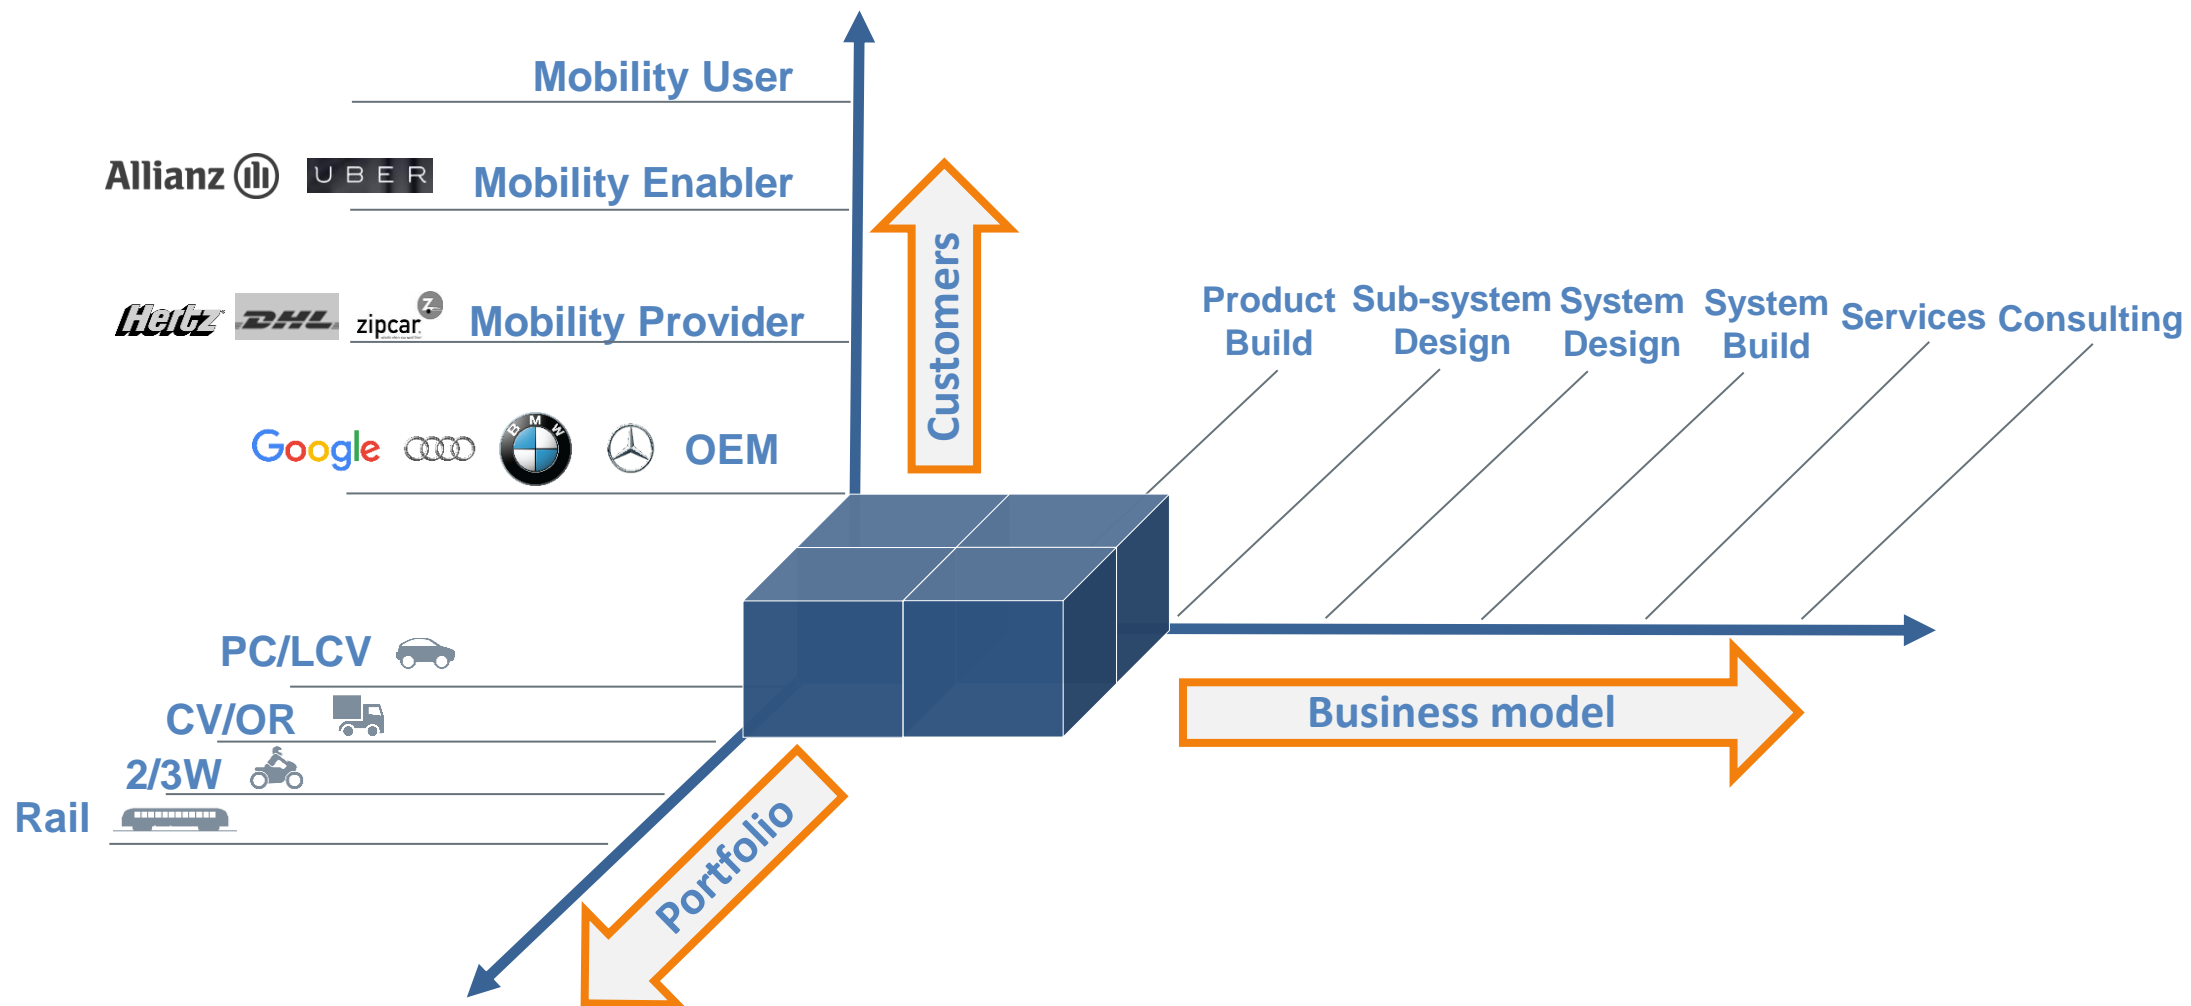 Mobility User
Allianz
UBER
Mobility Enabler
Hertz
DHL
zipcar
Mobility Provider
Google
BMW
OEM
Customers
Product
Build
Sub-system
Design
System
Design
System
Build
Services
Consulting
PC/LCV
CV/OR
2/3W
Rail
Business model
Portfolio